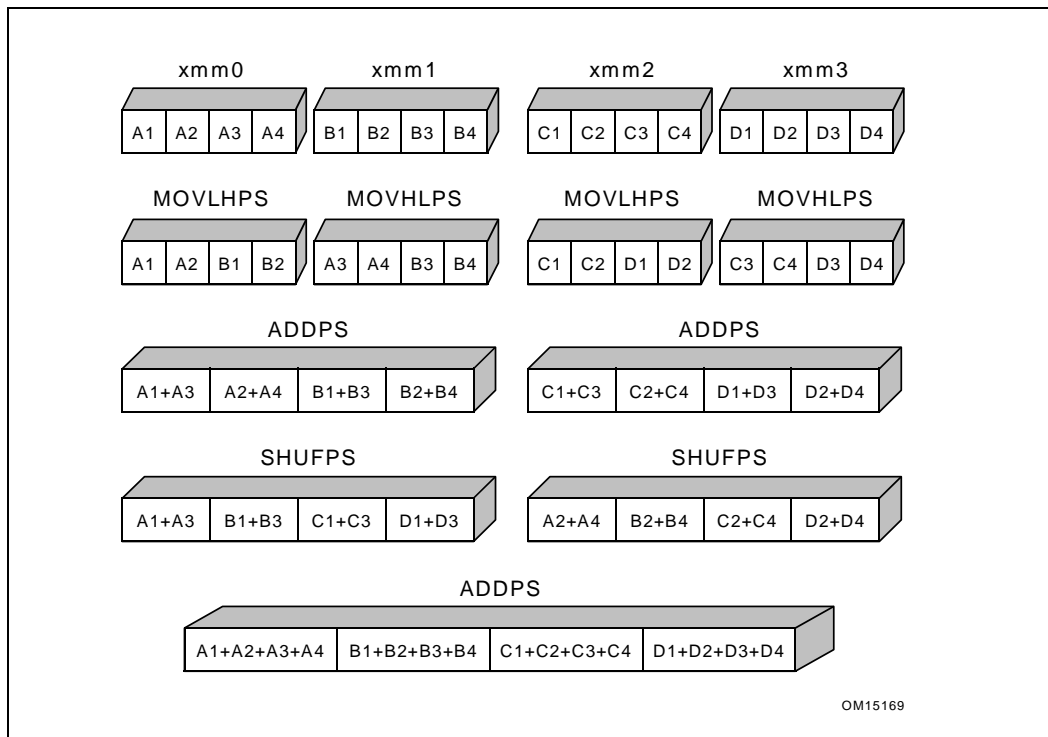 xmm0 xmm1 xmm2 xmm3
A1 A2 A3 A4 B1 B2 B3 B4 C1 C2 C3 C4 D1 D2 D3 D4
MOVLHPS MOVHLPS MOVLHPS MOVHLPS
A1 A2 B1 B2 A3 A4 B3 B4 C1 C2 D1 D2 C3 C4 D3 D4
ADDPS ADDPS
A1+A3 A2+A4 B1+B3 B2+B4 C1+C3 C2+C4 D1+D3 D2+D4
SHUFPS SHUFPS
A1+A3 B1+B3 C1+C3 D1+D3 A2+A4 B2+B4 C2+C4 D2+D4
ADDPS
A1+A2+A3+A4 B1+B2+B3+B4 C1+C2+C3+C4 D1+D2+D3+D4
OM15169